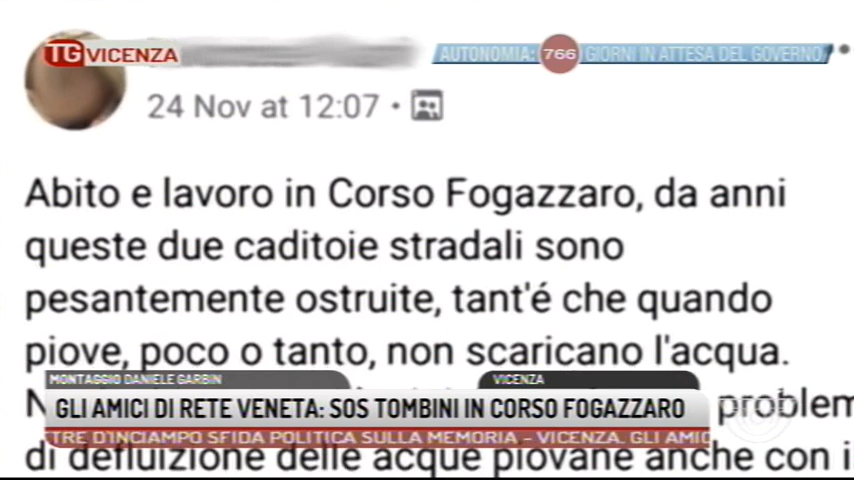 TG VICENZA
AUTONOMIA: 766 GIORNI IN ATTESA DEL GOVERNO
24 Nov at 12:07 •
Abito e lavoro in Corso Fogazzaro, da anni
queste due caditoie stradali sono
pesantemente ostruite, tant'é che quando
piove, poco o tanto, non scaricano l'acqua.
MONTAGGIO DANIELE GARBIN
VICENZA
problem
GLI AMICI DI RETE VENETA: SOS TOMBINI IN CORSO FOGAZZARO
TRE D'INCIAMPO SFIDA POLITICA SULLA MEMORIA - VICENZA. GLI AMIC
di defluizione delle acque piovane anche con i